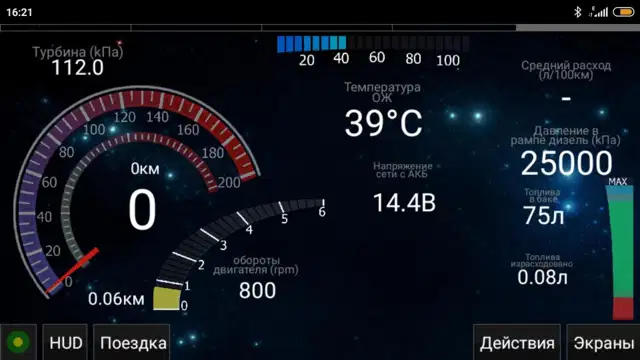 16:21
Турбина (кПа)
112.0
20 40 60 80 100
Температура
ОЖ
39°C
Средний расход
(л/100км)
-
Давление в
рампе дизель (кПа)
25000
Напряжение
сети с АКБ
14.4В
Топлива
в баке
75л
MAX
Топлива
израсходовано
0.08л
0 20 40 60 80 100 120 140 160 180 200
0км
0
0 1 2 3 4 5 6
обороты
двигателя (rpm)
800
0.06км
HUD
Поездка
Действия
Экраны